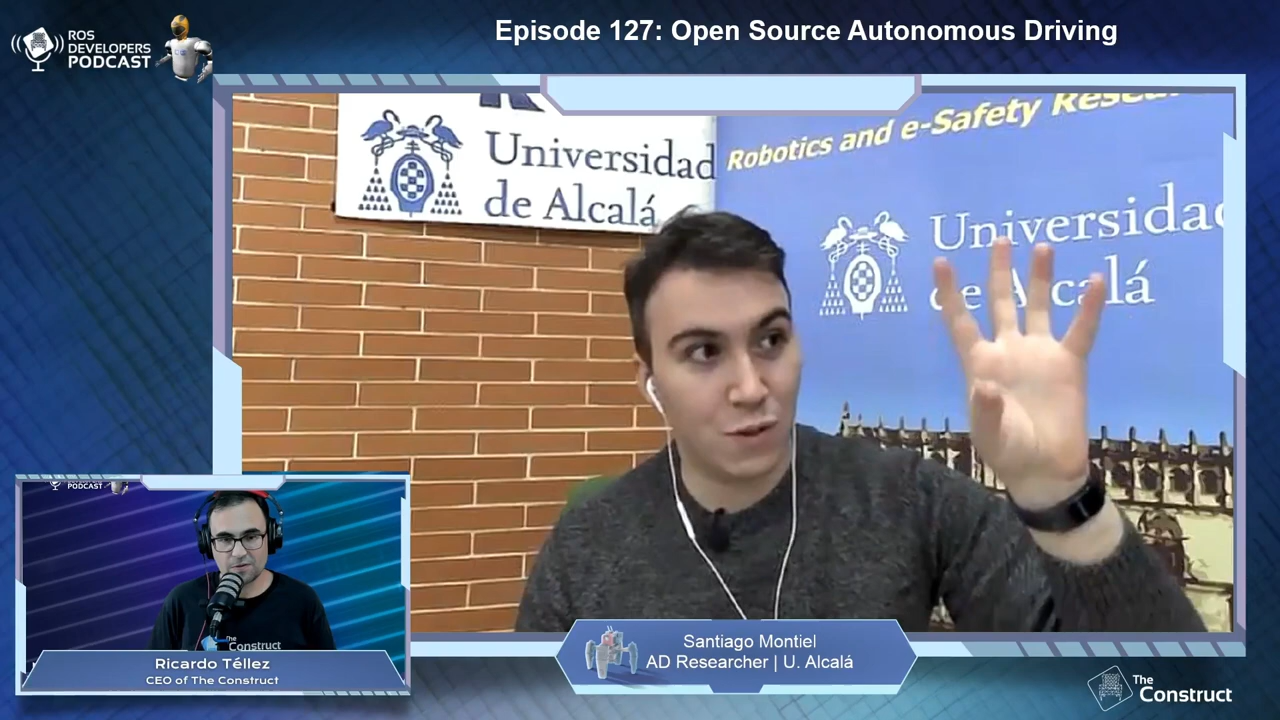 ROS
DEVELOPERS
PODCAST
Episode 127: Open Source Autonomous Driving
Universidad
de Alcalá
Robotics and e-Safety
Universidad
de Alcalá
PODCAST
The
Construct
Ricardo Téllez
CEO of The Construct
Santiago Montiel
AD Researcher | U. Alcalá
The
Construct